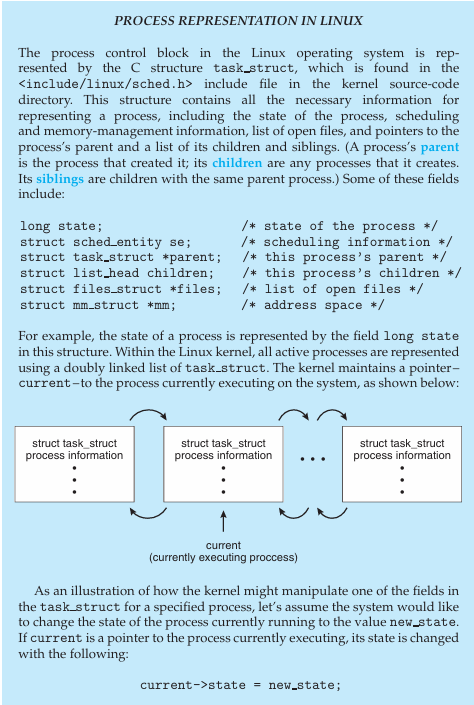 PROCESS REPRESENTATION IN LINUX
The process control block in the Linux operating system is rep-
resented by the C structure task_struct, which is found in the
<include/linux/sched.h> include file in the kernel source-code
directory. This structure contains all the necessary information for
representing a process, including the state of the process, scheduling
and memory-management information, list of open files, and pointers to the
process's parent and a list of its children and siblings. (A process's parent
is the process that created it; its children are any processes that it creates.
Its siblings are children with the same parent process.) Some of these fields
include:
long state; /* state of the process */
struct sched_entity se; /* scheduling information */
struct task_struct *parent; /* this process's parent */
struct list_head children; /* this process's children */
struct files_struct *files; /* list of open files */
struct mm_struct *mm; /* address space */
For example, the state of a process is represented by the field long state
in this structure. Within the Linux kernel, all active processes are represented
using a doubly linked list of task_struct. The kernel maintains a pointer–
current–to the process currently executing on the system, as shown below:
struct task_struct
process information
struct task_struct
process information
• • •
struct task_struct
process information
current
(currently executing proccess)
As an illustration of how the kernel might manipulate one of the fields in
the task_struct for a specified process, let's assume the system would like
to change the state of the process currently running to the value new_state.
If current is a pointer to the process currently executing, its state is changed
with the following:
current->state = new_state;